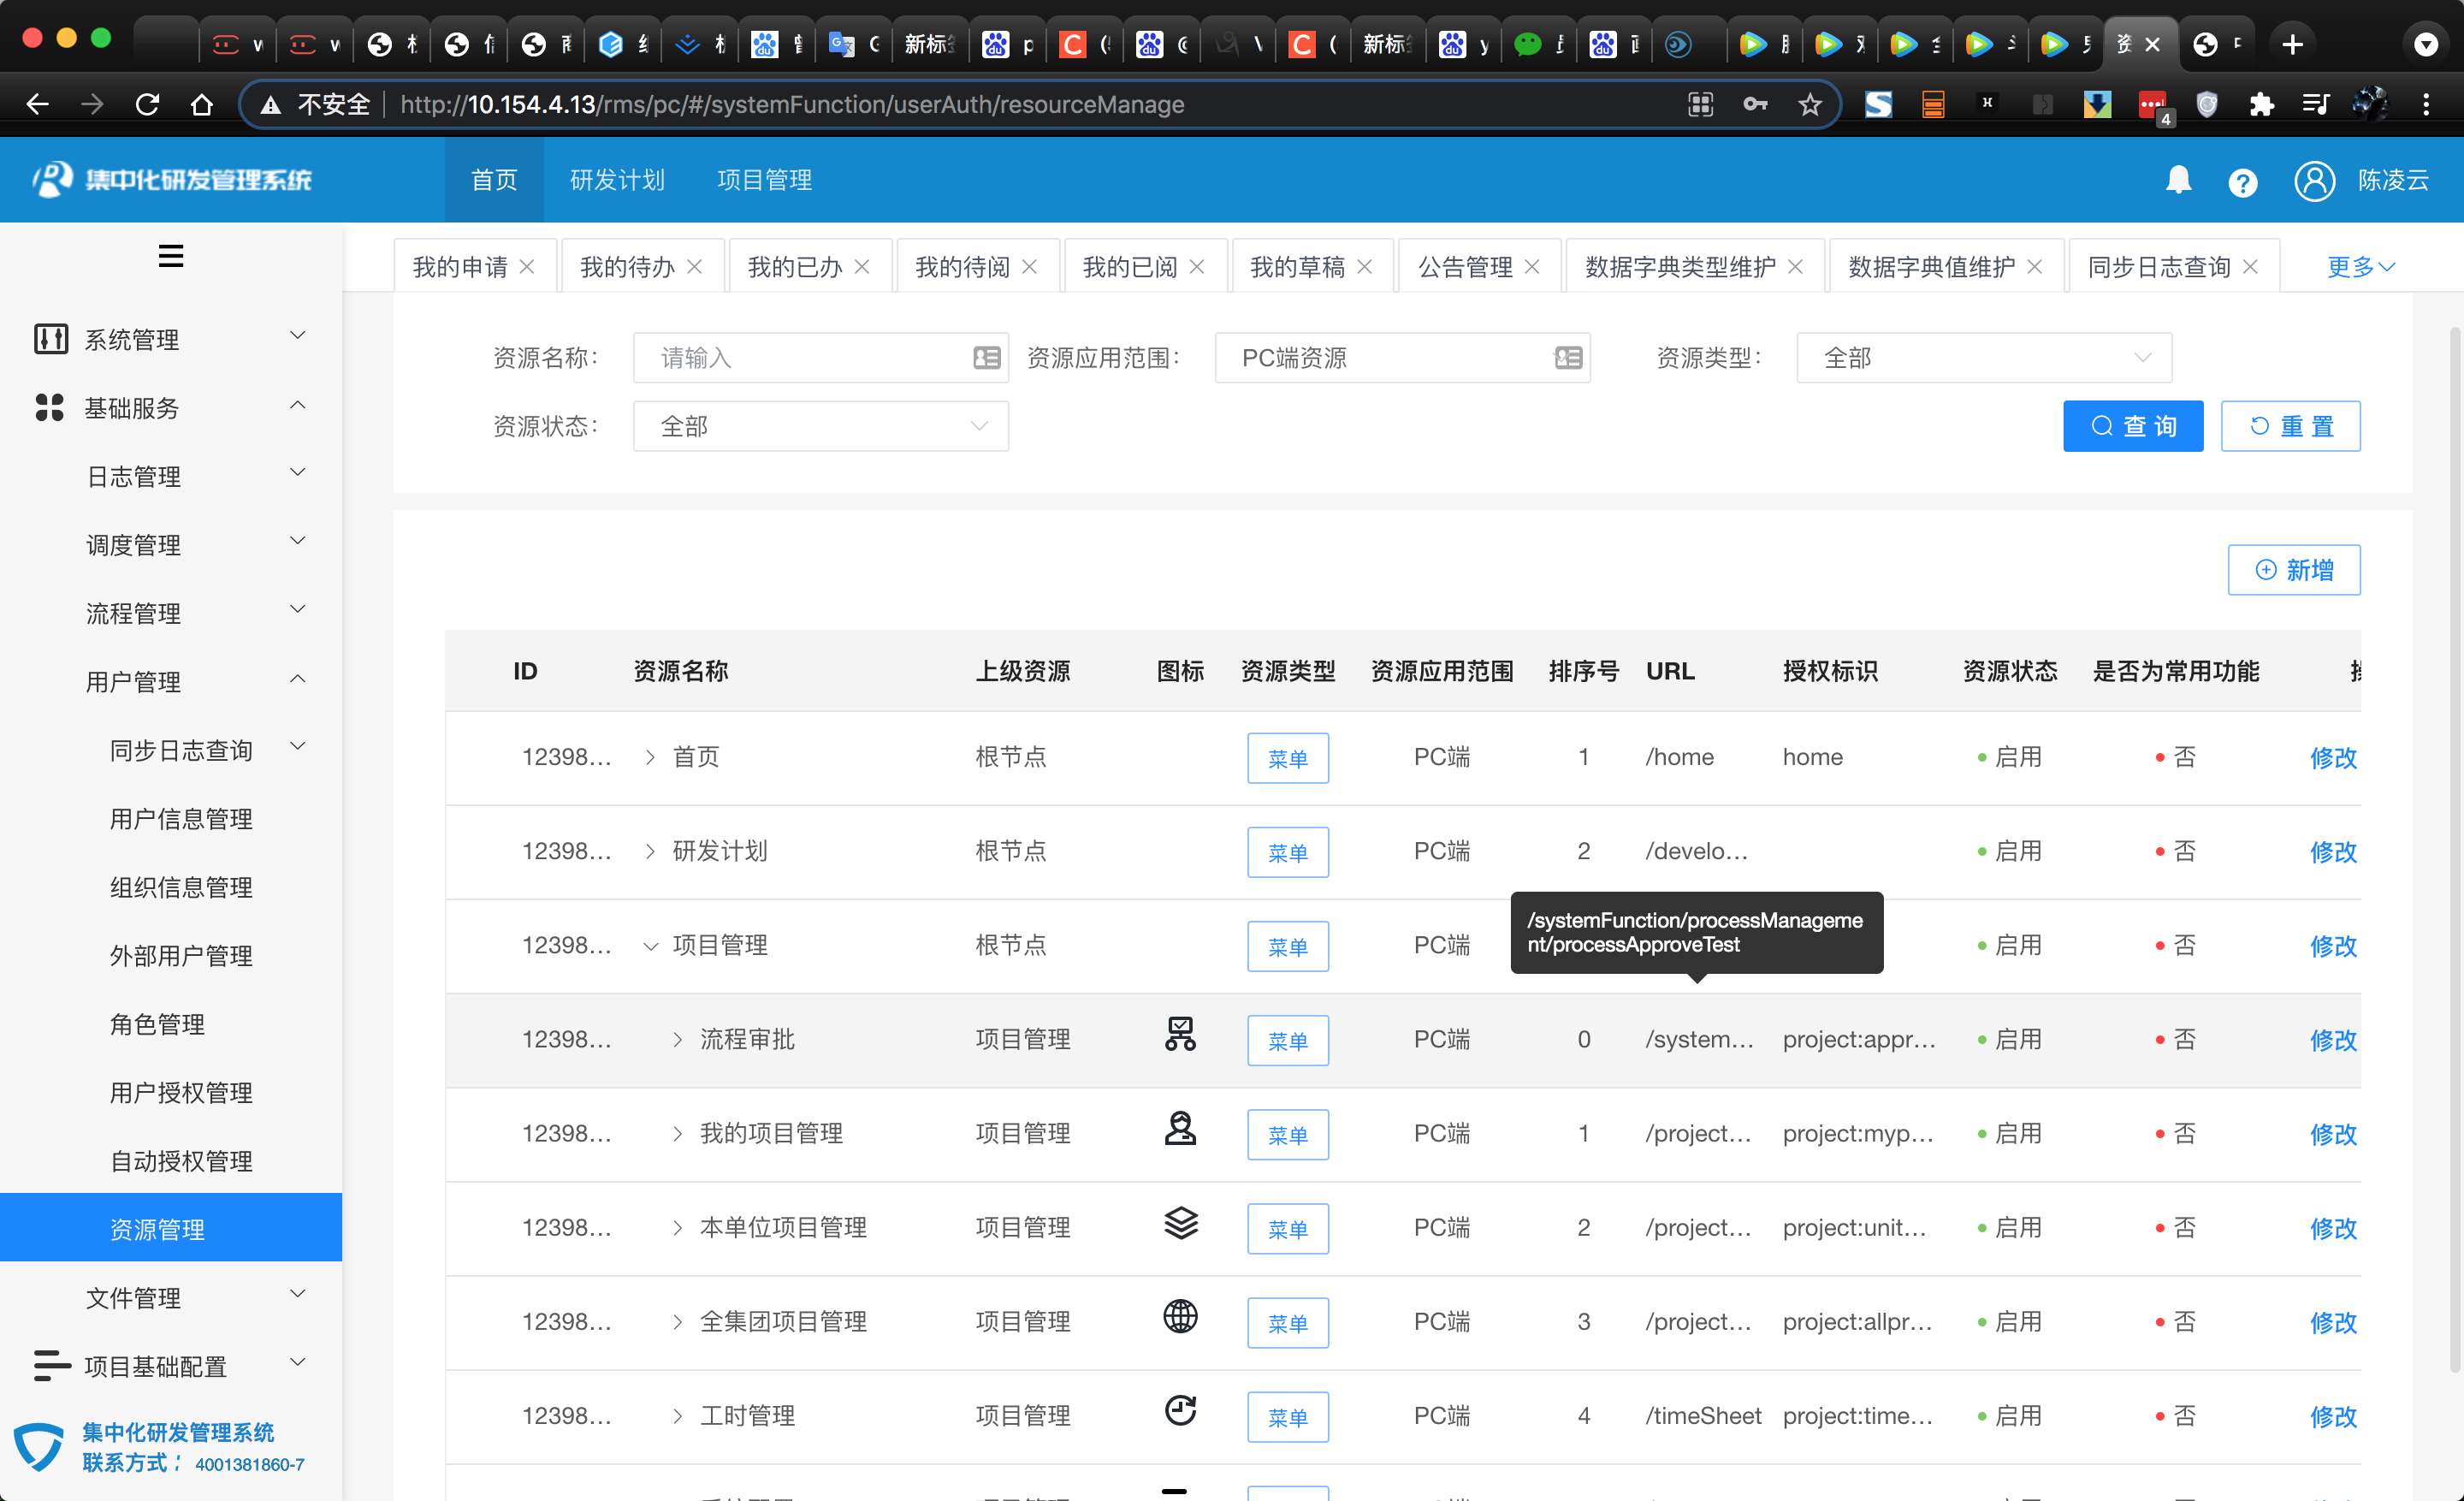 新标
新标
4
不安全 http://10.154.4.13/rms/pc/#/systemFunction/userAuth/resourceManage
集中化研发管理系统 首页 研发计划 项目管理 陈凌云
我的申请 我的待办 我的已办 我的待阅 我的已阅 我的草稿 公告管理 数据字典类型维护 数据字典值维护 同步日志查询 更多
系统管理
基础服务
日志管理
调度管理
流程管理
用户管理
同步日志查询
用户信息管理
组织信息管理
外部用户管理
角色管理
用户授权管理
自动授权管理
资源管理
文件管理
项目基础配置
集中化研发管理系统
联系方式： 4001381860-7
资源名称： 请输入 资源应用范围： PC端资源 资源类型： 全部
资源状态： 全部 查询 重置
新增
ID 资源名称 上级资源 图标 资源类型 资源应用范围 排序号 URL 授权标识 资源状态 是否为常用功能
12398... 首页 根节点 菜单 PC端 1 /home home 启用 否 修改
12398... 研发计划 根节点 菜单 PC端 2 /develo... 启用 否 修改
/systemFunction/processManageme
nt/processApproveTest
12398... 项目管理 根节点 菜单 PC端 启用 否 修改
12398... 流程审批 项目管理 菜单 PC端 0 /system... project:appr... 启用 否 修改
12398... 我的项目管理 项目管理 菜单 PC端 1 /project... project:myp... 启用 否 修改
12398... 本单位项目管理 项目管理 菜单 PC端 2 /project... project:unit... 启用 否 修改
12398... 全集团项目管理 项目管理 菜单 PC端 3 /project... project:allpr... 启用 否 修改
12398... 工时管理 项目管理 菜单 PC端 4 /timeSheet project:time... 启用 否 修改